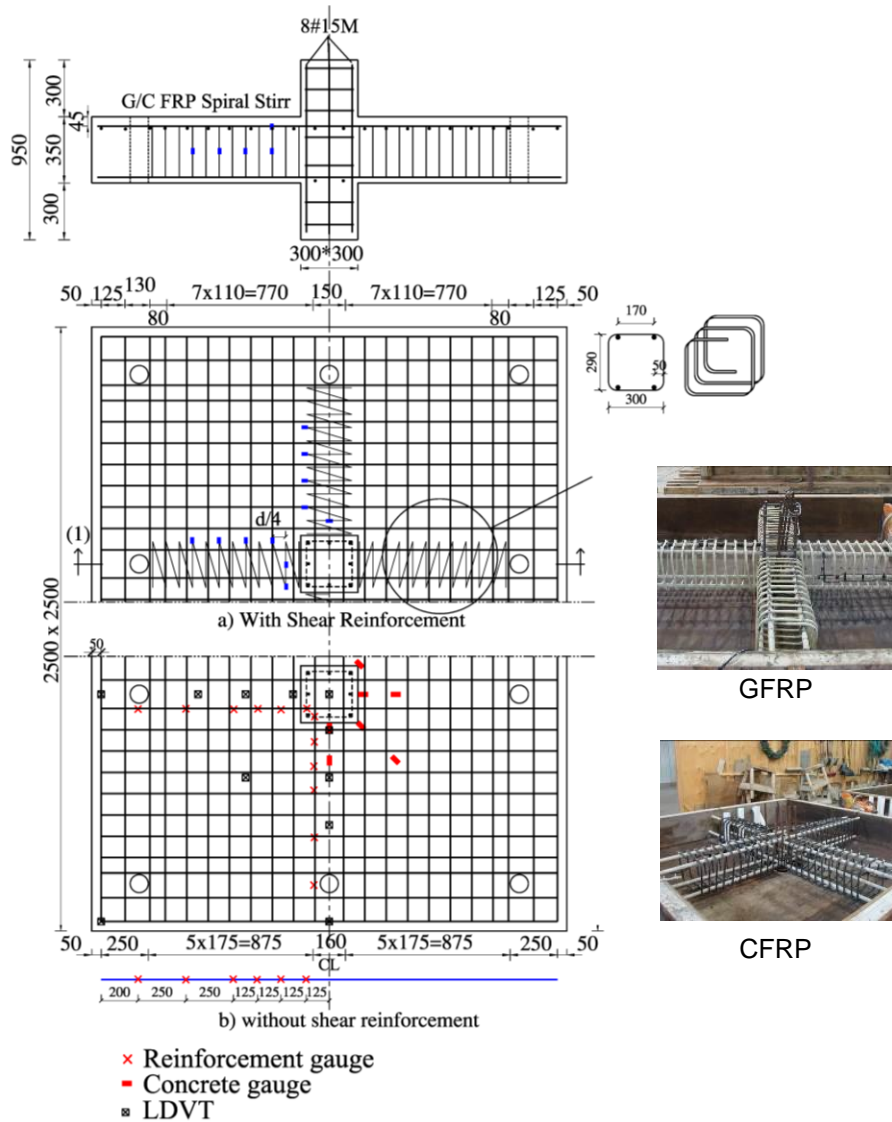 8#15M
G/C FRP Spiral Stirr
300
45
350
950
300
300*300
50 125 130 7x110=770 150 7x110=770 125 50
80 80
170
290
50
300
d/4
(1)
a) With Shear Reinforcement
2500 x 2500
50
GFRP
CFRP
50 250 5x175=875 160 5x175=875 250 50
CL
200 250 250 125 125 125 125
b) without shear reinforcement
Reinforcement gauge
Concrete gauge
LDVT